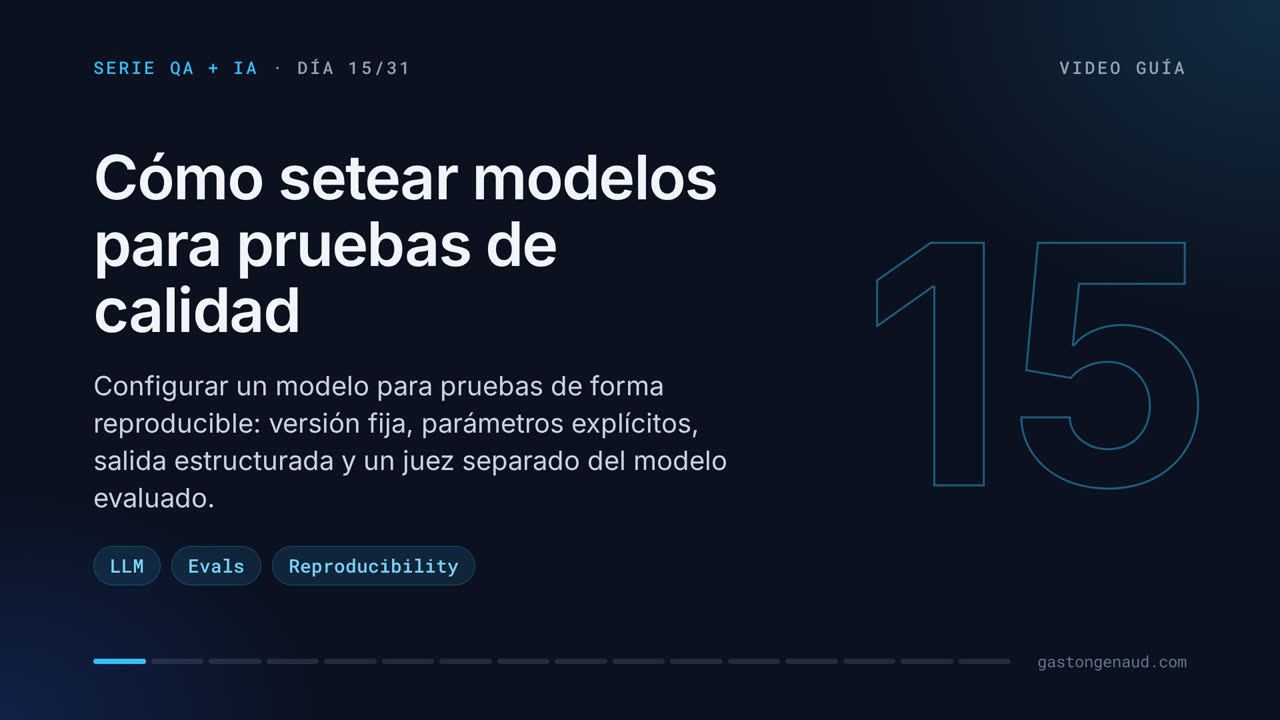 SERIE QA + IA · DÍA 15/31
VIDEO GUÍA
Cómo setear modelos
para pruebas de
calidad
15
Configurar un modelo para pruebas de forma
reproducible: versión fija, parámetros explícitos,
salida estructurada y un juez separado del modelo
evaluado.
LLM
Evals
Reproducibility
gastongenaud.com